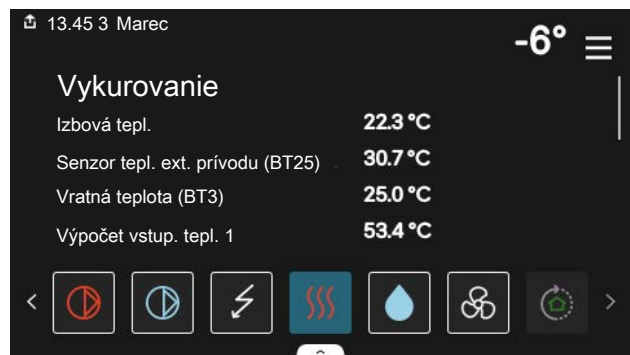 13.45 3 Marec
-6°
Vykurovanie
Izbová tepl. 22.3 °C
Senzor tepl. ext. prívodu (BT25) 30.7 °C
Vratná teplota (BT3) 25.0 °C
Výpočet vstup. tepl. 1 53.4 °C